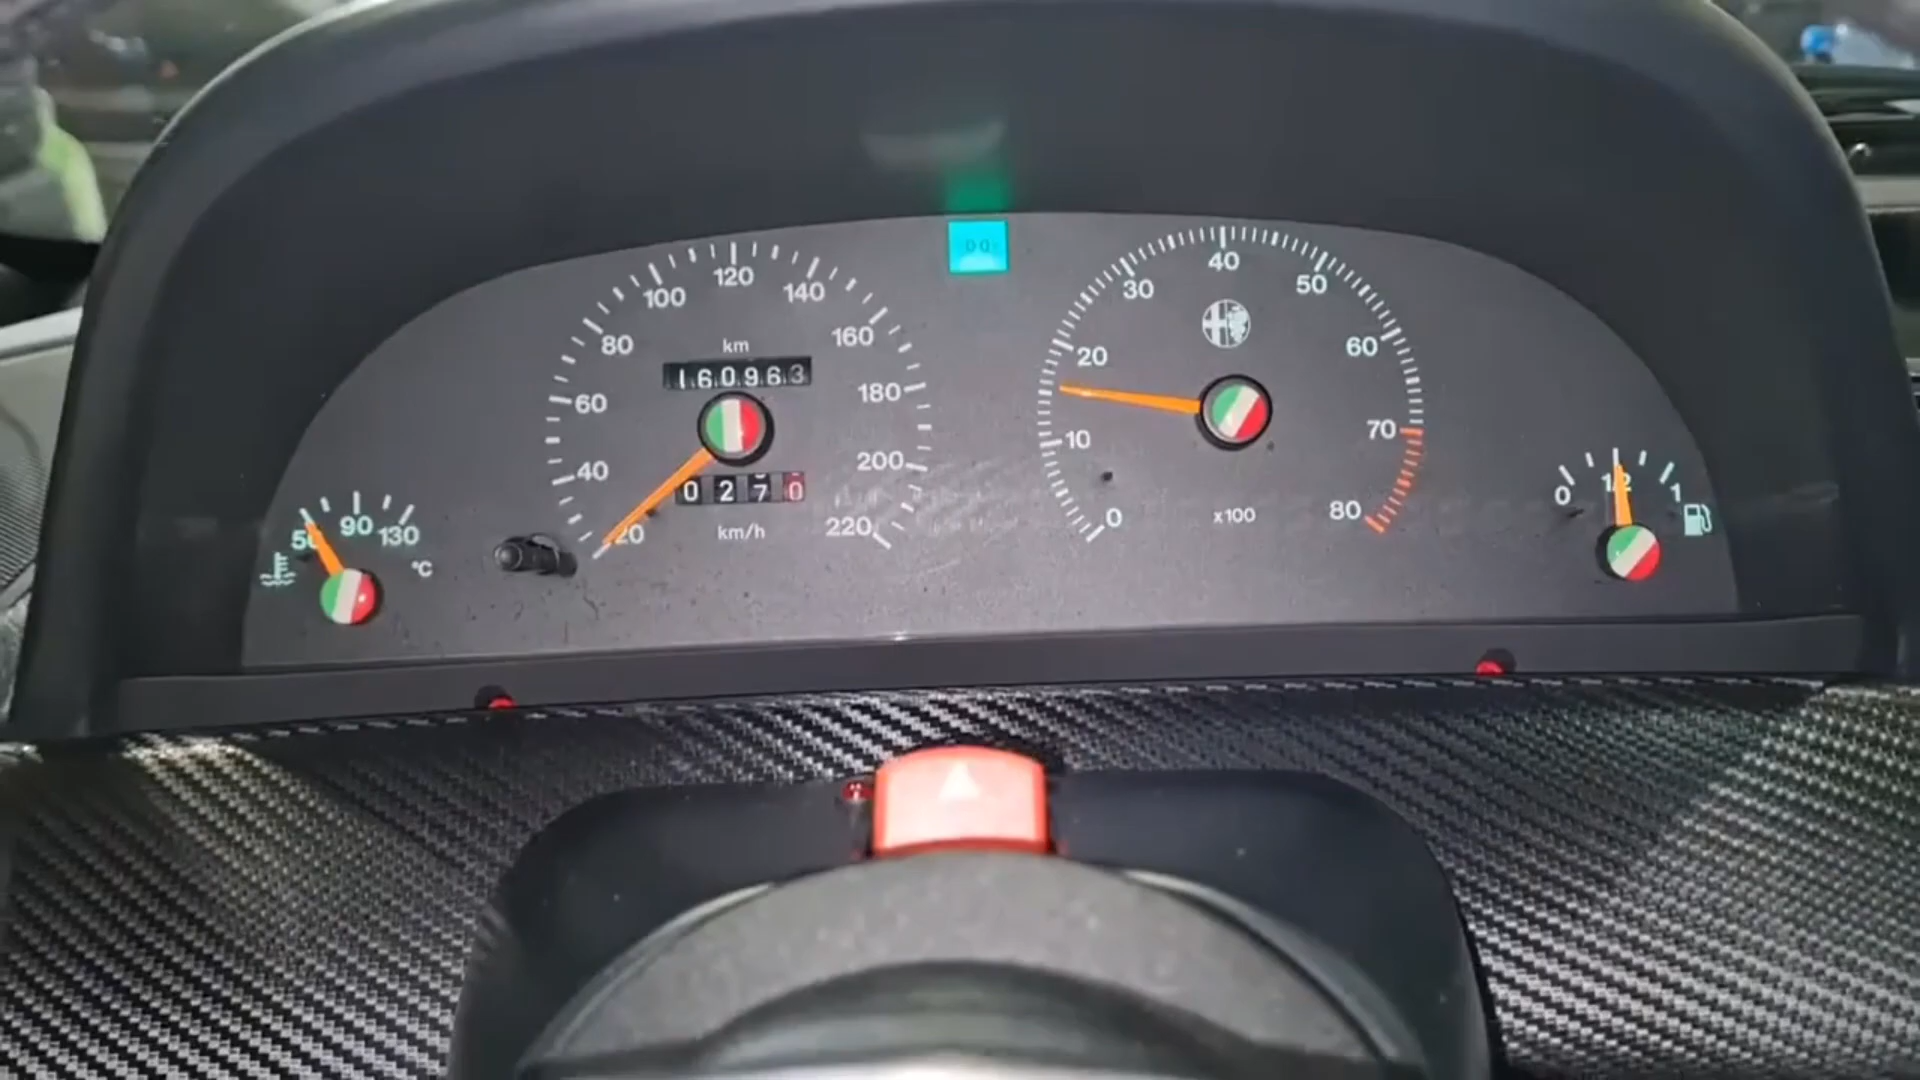 50 90 130
°C
20 40 60 80 100 120 140 160 180 200 220
km
160963
0270
km/h
0 10 20 30 40 50 60 70 80
x100
0 1/2 1